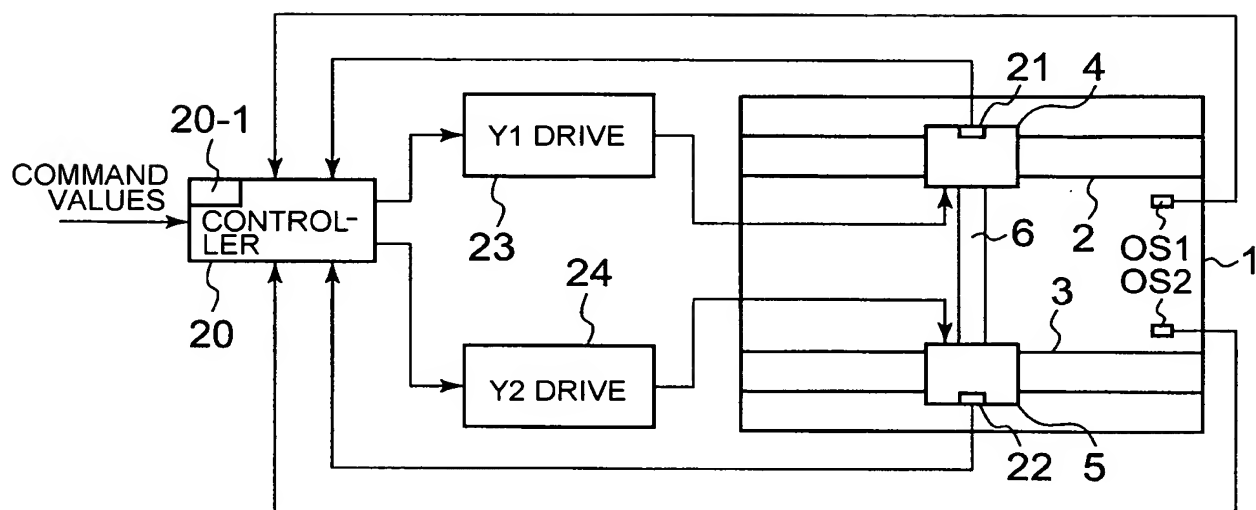 21
4
20-1
Y1 DRIVE
COMMAND
VALUES
CONTROL-
LLER
23
2
6
OS1
1
OS2
20
24
3
Y2 DRIVE
22
5